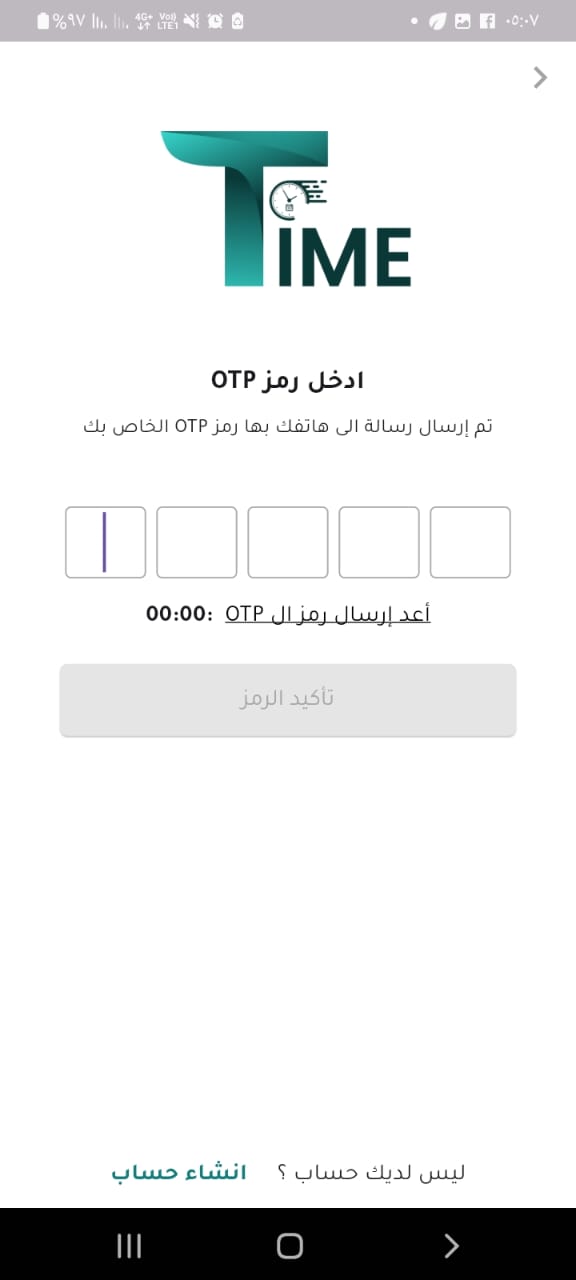 ٠٥:٠٧
%٩٧ 4G+ Vo)) LTE1
TIME
ادخل رمز OTP
تم إرسال رسالة الى هاتفك بها رمز OTP الخاص بك
أعد إرسال رمز ال OTP :00:00
تأكيد الرمز
ليس لديك حساب ؟ انشاء حساب